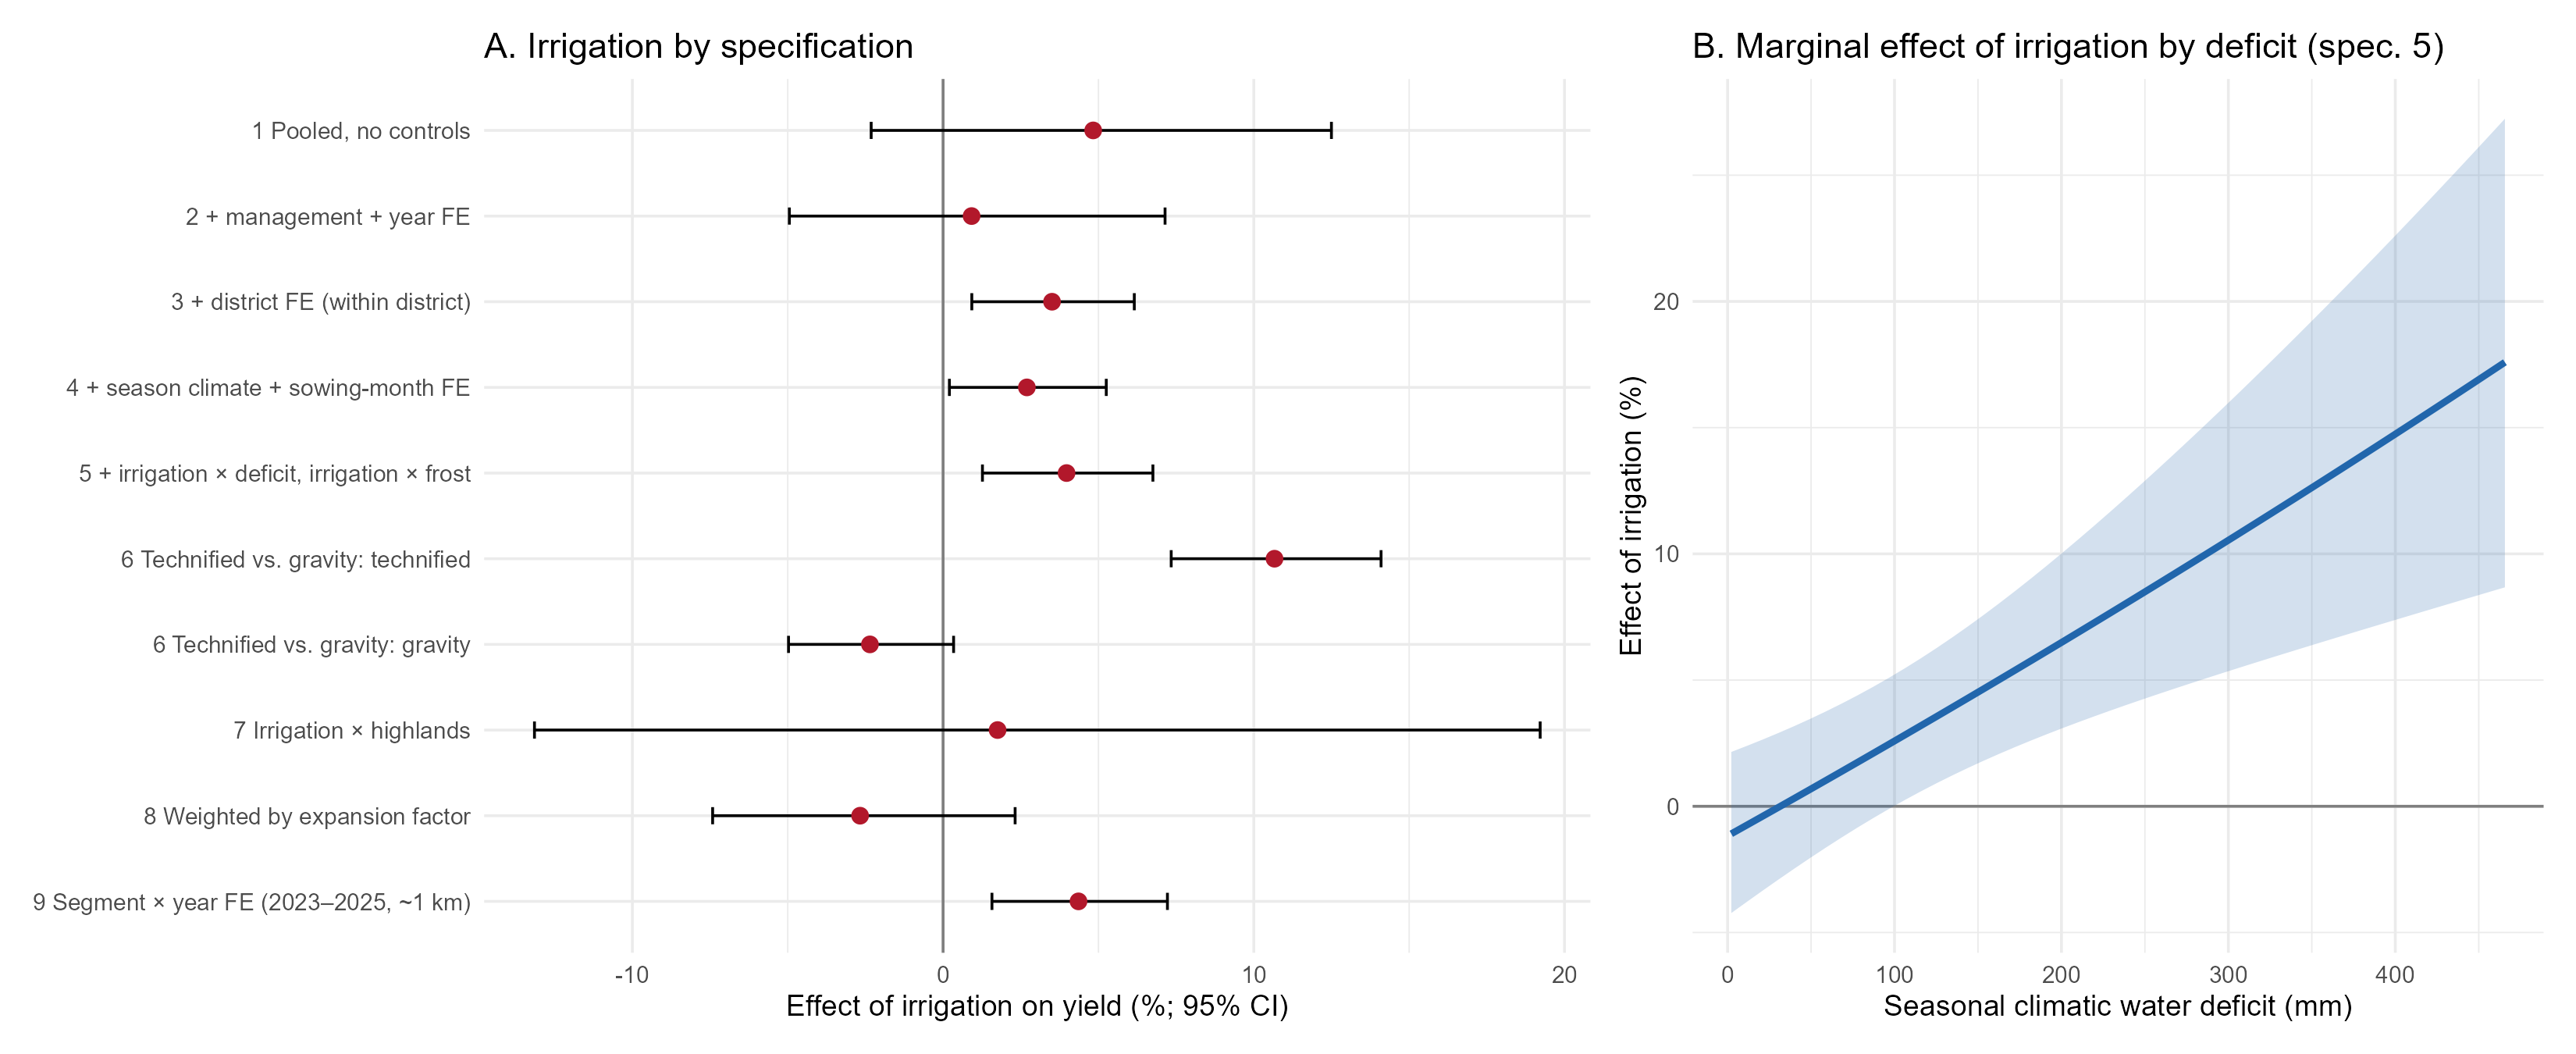 A. Irrigation by specification
1 Pooled, no controls
2 + management + year FE
3 + district FE (within district)
4 + season climate + sowing-month FE
5 + irrigation × deficit, irrigation × frost
6 Technified vs. gravity: technified
6 Technified vs. gravity: gravity
7 Irrigation × highlands
8 Weighted by expansion factor
9 Segment × year FE (2023–2025, ~1 km)
-10 0 10 20
Effect of irrigation on yield (%; 95% CI)
B. Marginal effect of irrigation by deficit (spec. 5)
Effect of irrigation (%)
20
10
0
0 100 200 300 400
Seasonal climatic water deficit (mm)